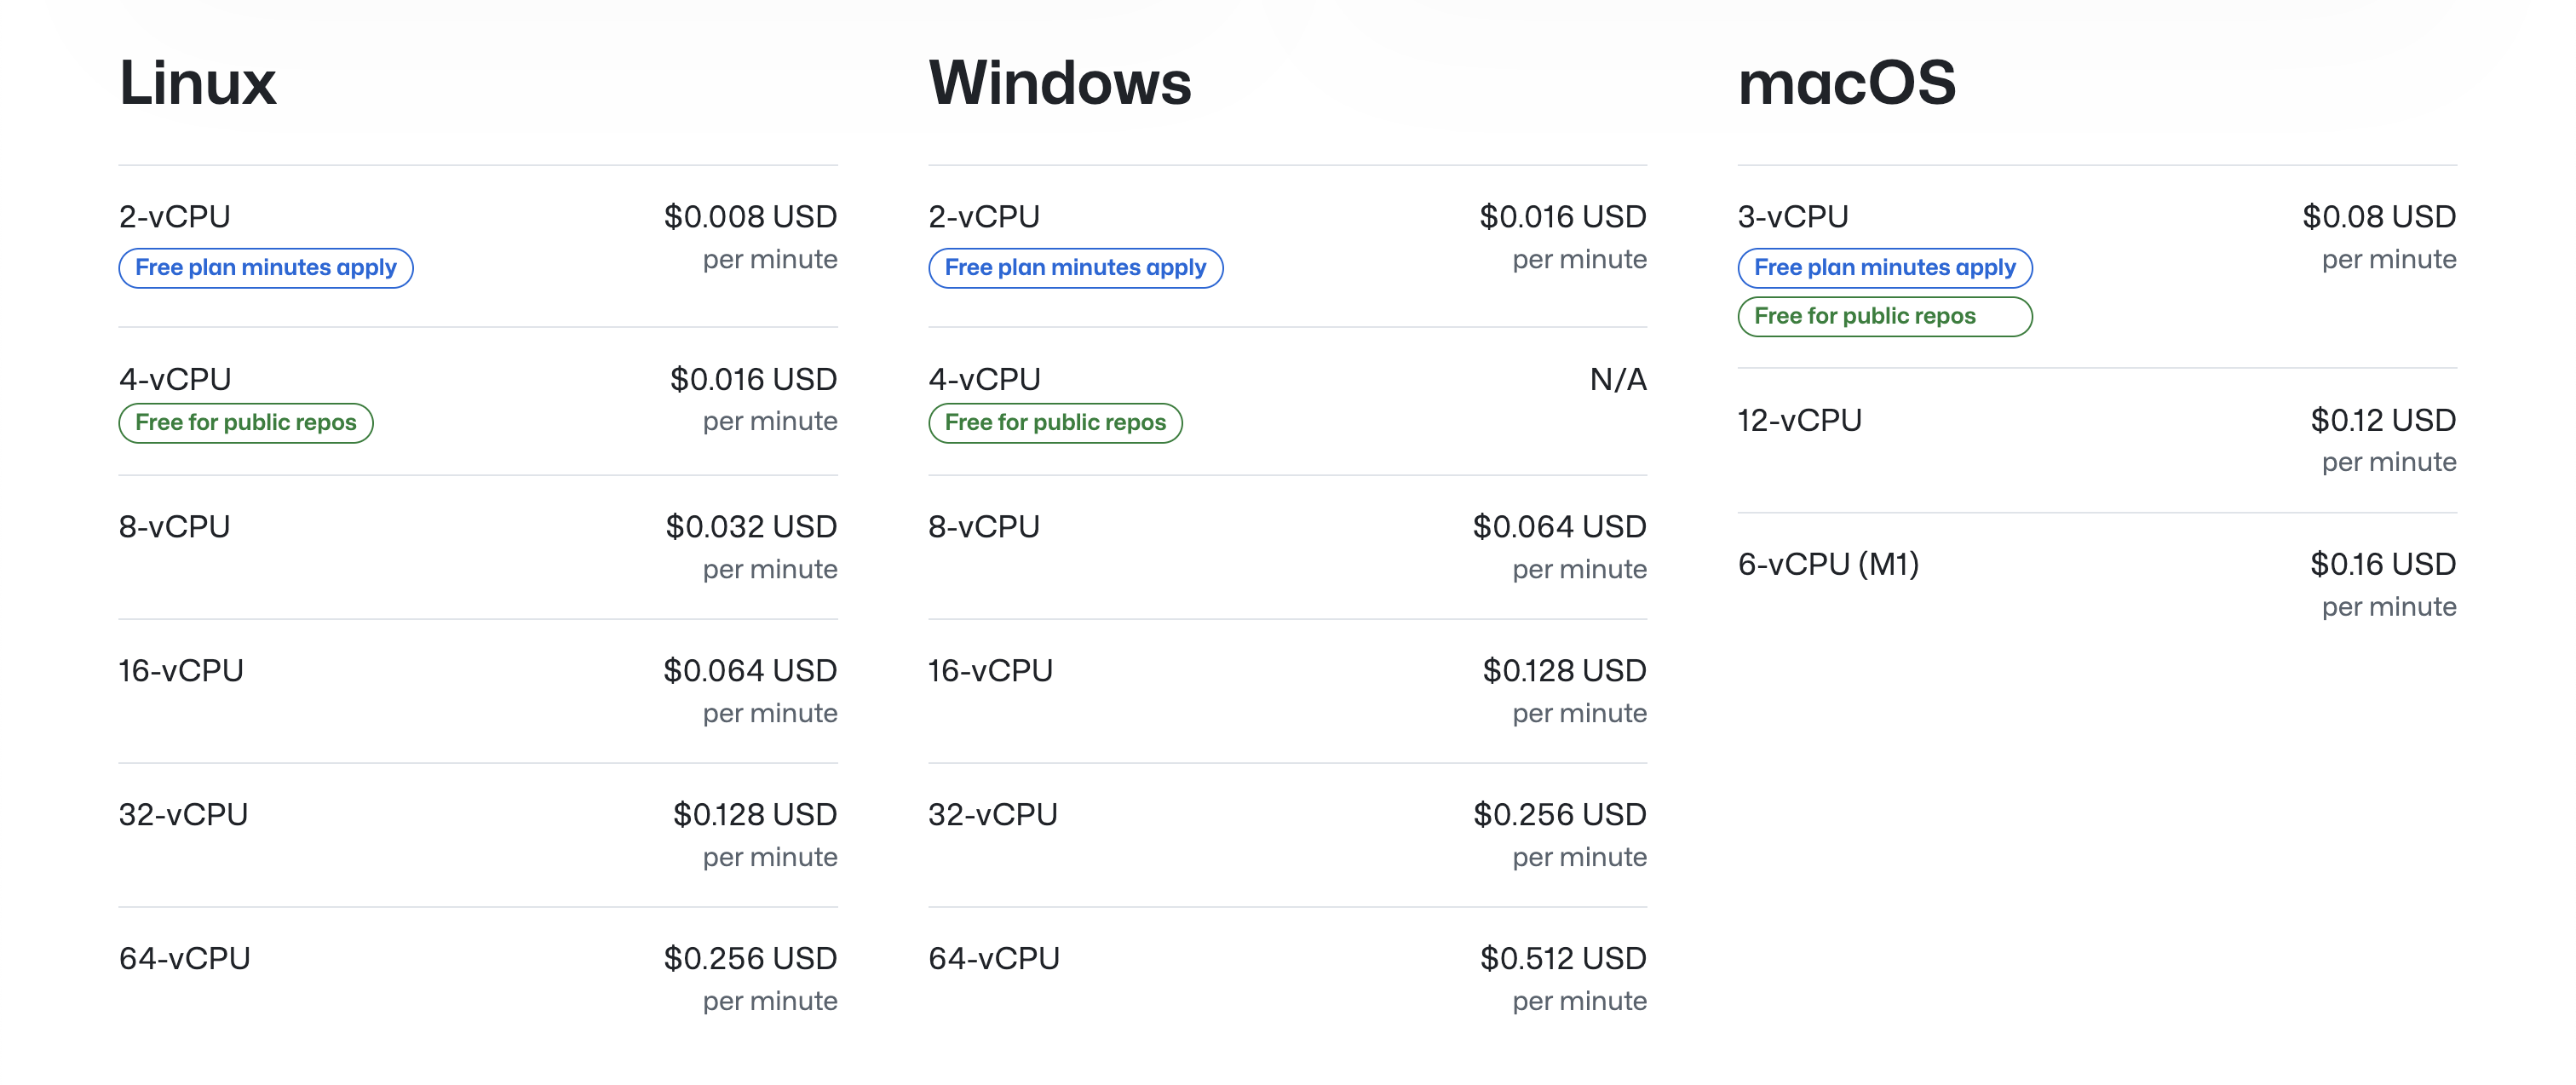 Linux
2-vCPU
$0.008 USD
Free plan minutes apply
per minute
4-vCPU
$0.016 USD
Free for public repos
per minute
8-vCPU
$0.032 USD
per minute
16-vCPU
$0.064 USD
per minute
32-vCPU
$0.128 USD
per minute
64-vCPU
$0.256 USD
per minute
Windows
2-vCPU
$0.016 USD
Free plan minutes apply
per minute
4-vCPU
N/A
Free for public repos
8-vCPU
$0.064 USD
per minute
16-vCPU
$0.128 USD
per minute
32-vCPU
$0.256 USD
per minute
64-vCPU
$0.512 USD
per minute
macOS
3-vCPU
$0.08 USD
Free plan minutes apply
per minute
Free for public repos
12-vCPU
$0.12 USD
per minute
6-vCPU (M1)
$0.16 USD
per minute